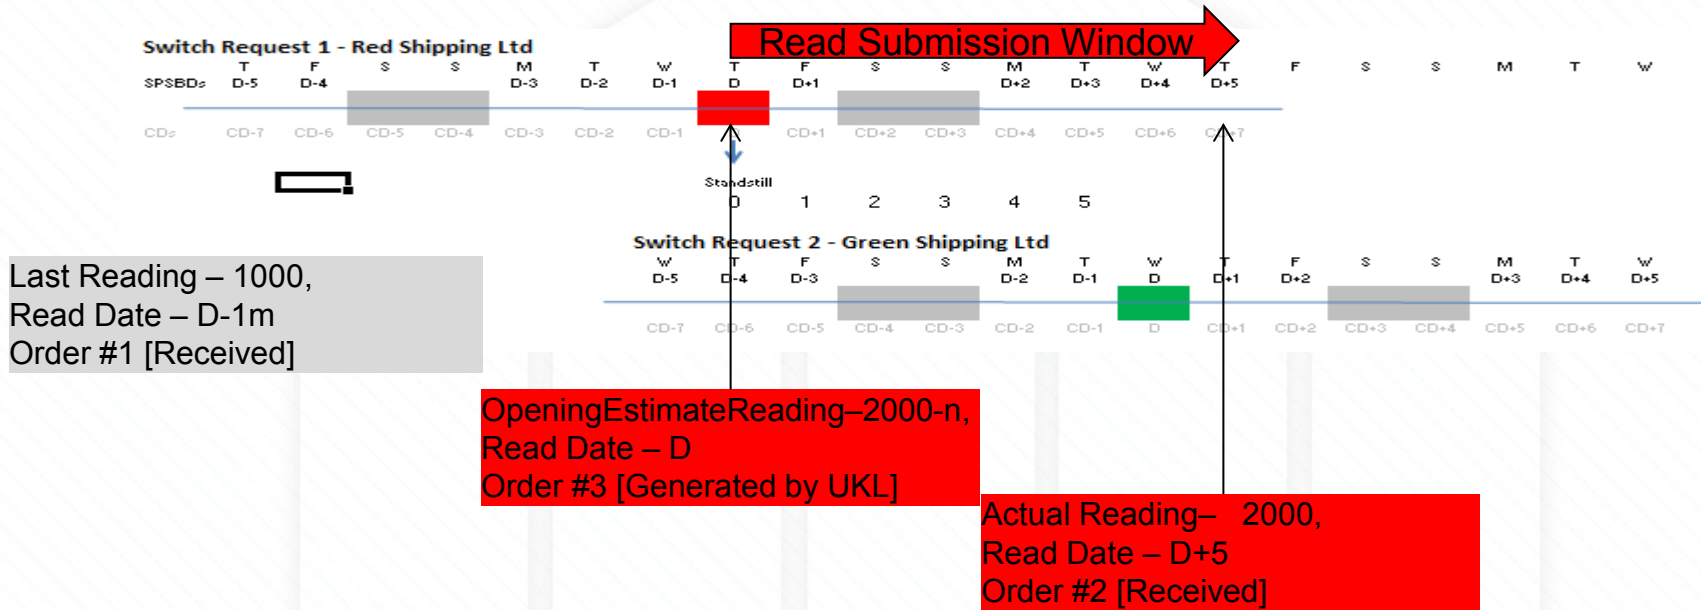 Read Submission Window
Switch Request 1 - Red Shipping Ltd
T F S S M T W T F S S M T W T F S S M T W
SPSBDs D-5 D-4 D-3 D-2 D-1 D D+1 D+2 D+3 D+4 D+5
CDs CD-7 CD-6 CD-5 CD-4 CD-3 CD-2 CD-1 CD+1 CD+2 CD+3 CD+4 CD+5 CD+6 CD+7
Standstill
0 1 2 3 4 5
Switch Request 2 - Green Shipping Ltd
W T F S S M T W T F S S M T W
D-5 D-4 D-3 D-2 D-1 D D+1 D+2 D+3 D+4 D+5
CD-7 CD-6 CD-5 CD-4 CD-3 CD-2 CD-1 D CD+1 CD+2 CD+3 CD+4 CD+5 CD+6 CD+7
Last Reading – 1000,
Read Date – D-1m
Order #1 [Received]
OpeningEstimateReading–2000-n,
Read Date – D
Order #3 [Generated by UKL]
Actual Reading– 2000,
Read Date – D+5
Order #2 [Received]